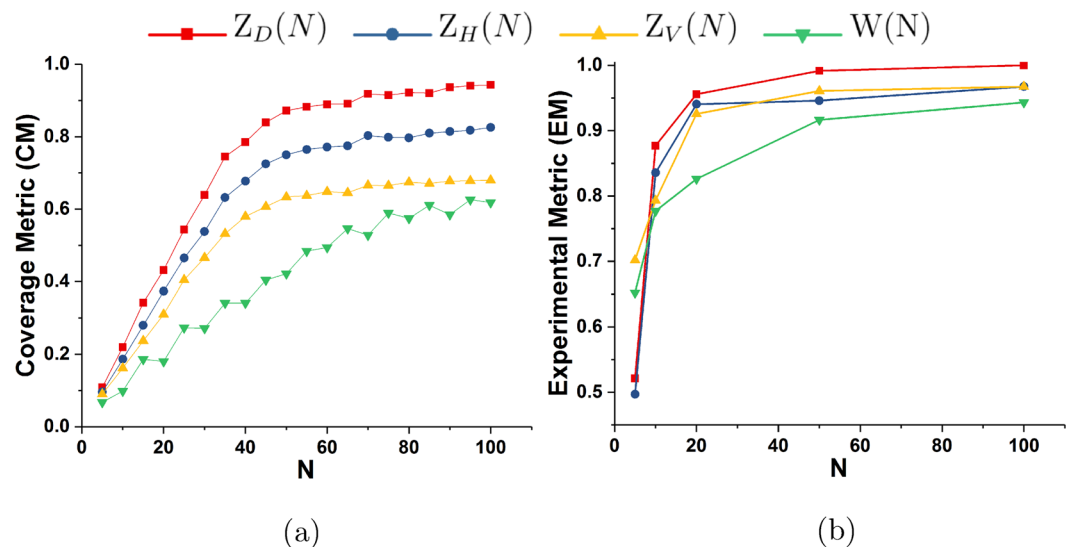 Z_D(N) Z_H(N) Z_V(N) W(N)
Coverage Metric (CM)
1.0
0.8
0.6
0.4
0.2
0.0
0 20 40 60 80 100
N
(a)
Experimental Metric (EM)
1.0
0.9
0.8
0.7
0.6
0.5
0 20 40 60 80 100
N
(b)